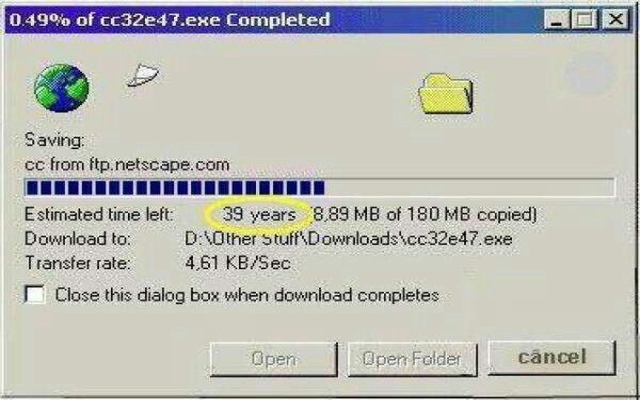 0.49% of cc32e47.exe Completed
Saving:
cc from ftp.netscape.com
Estimated time left: 39 years (8,89 MB of 180 MB copied)
Download to: D:\Other Stuff\Downloads\cc32e47.exe
Transfer rate: 4,61 KB/Sec
Close this dialog box when download completes
Open Open Folder cāncel